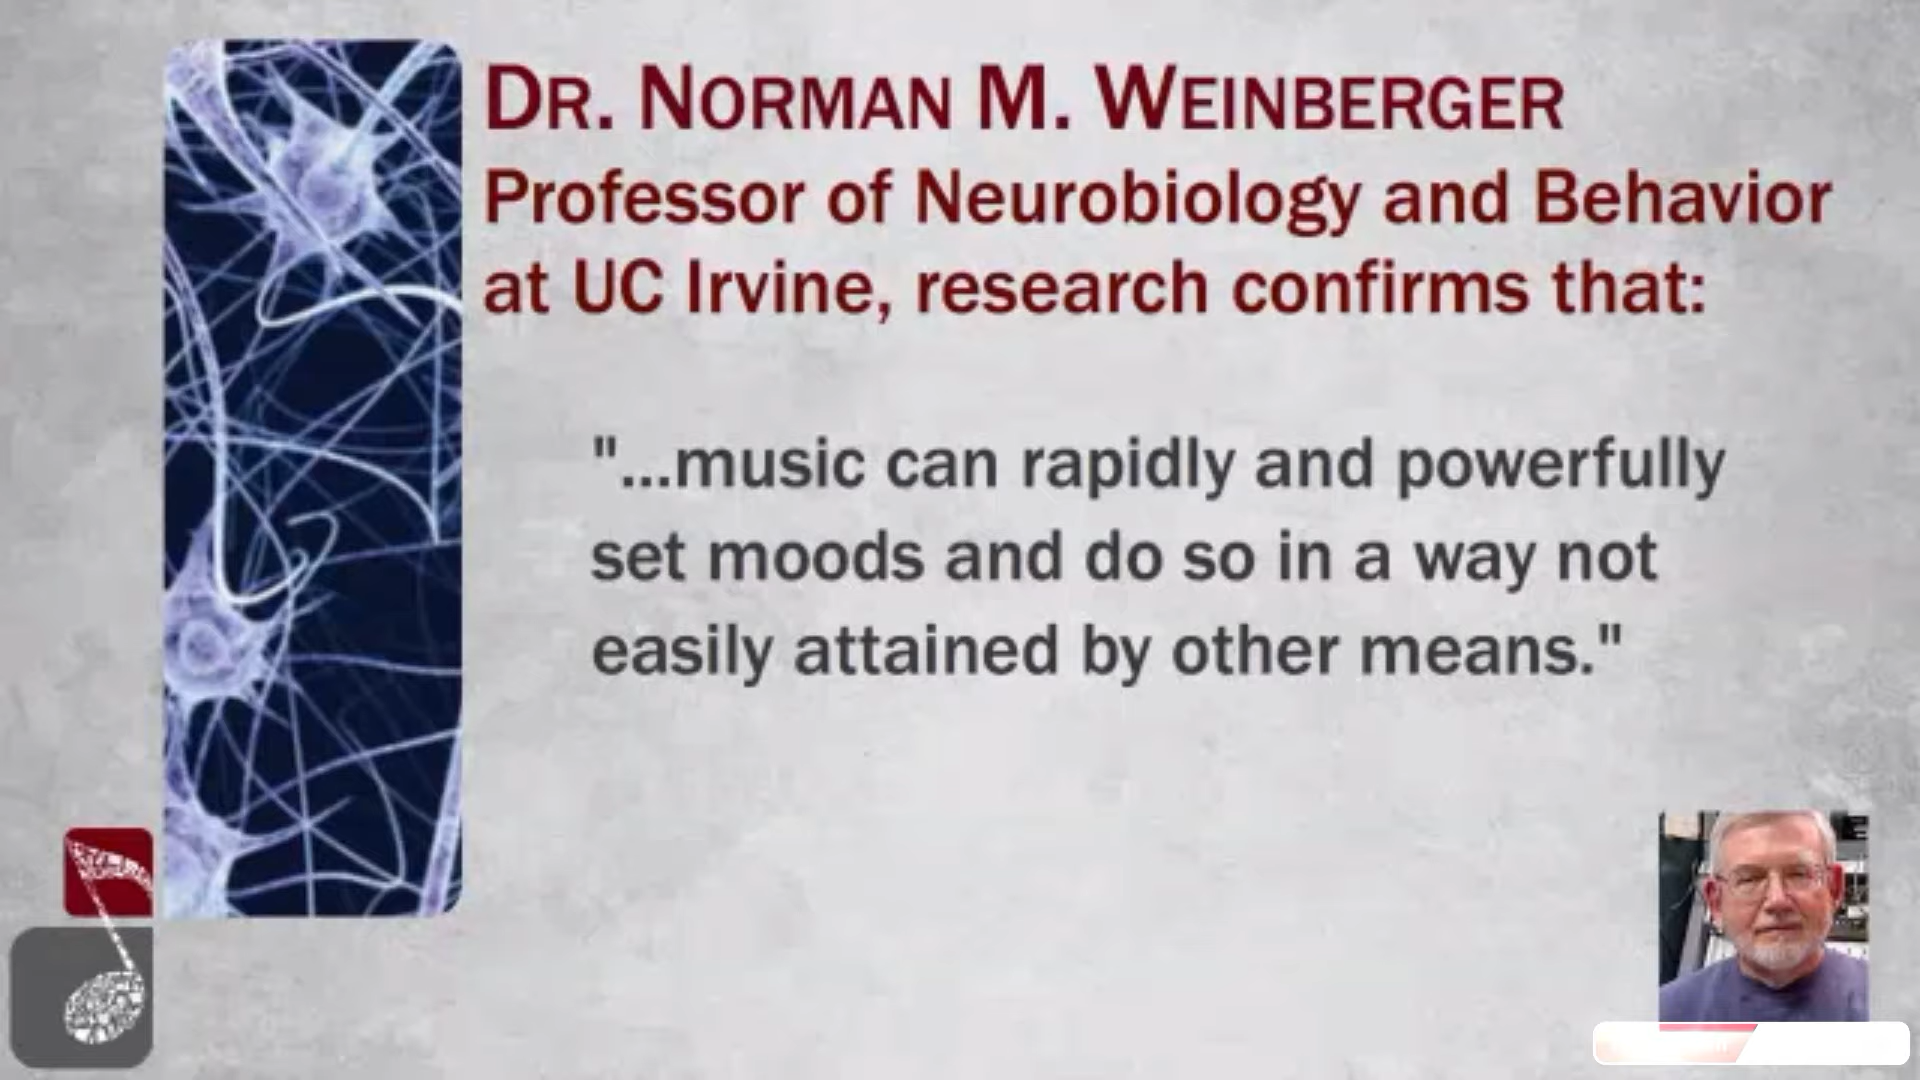 DR. NORMAN M. WEINBERGER
Professor of Neurobiology and Behavior
at UC Irvine, research confirms that:
"...music can rapidly and powerfully
set moods and do so in a way not
easily attained by other means."